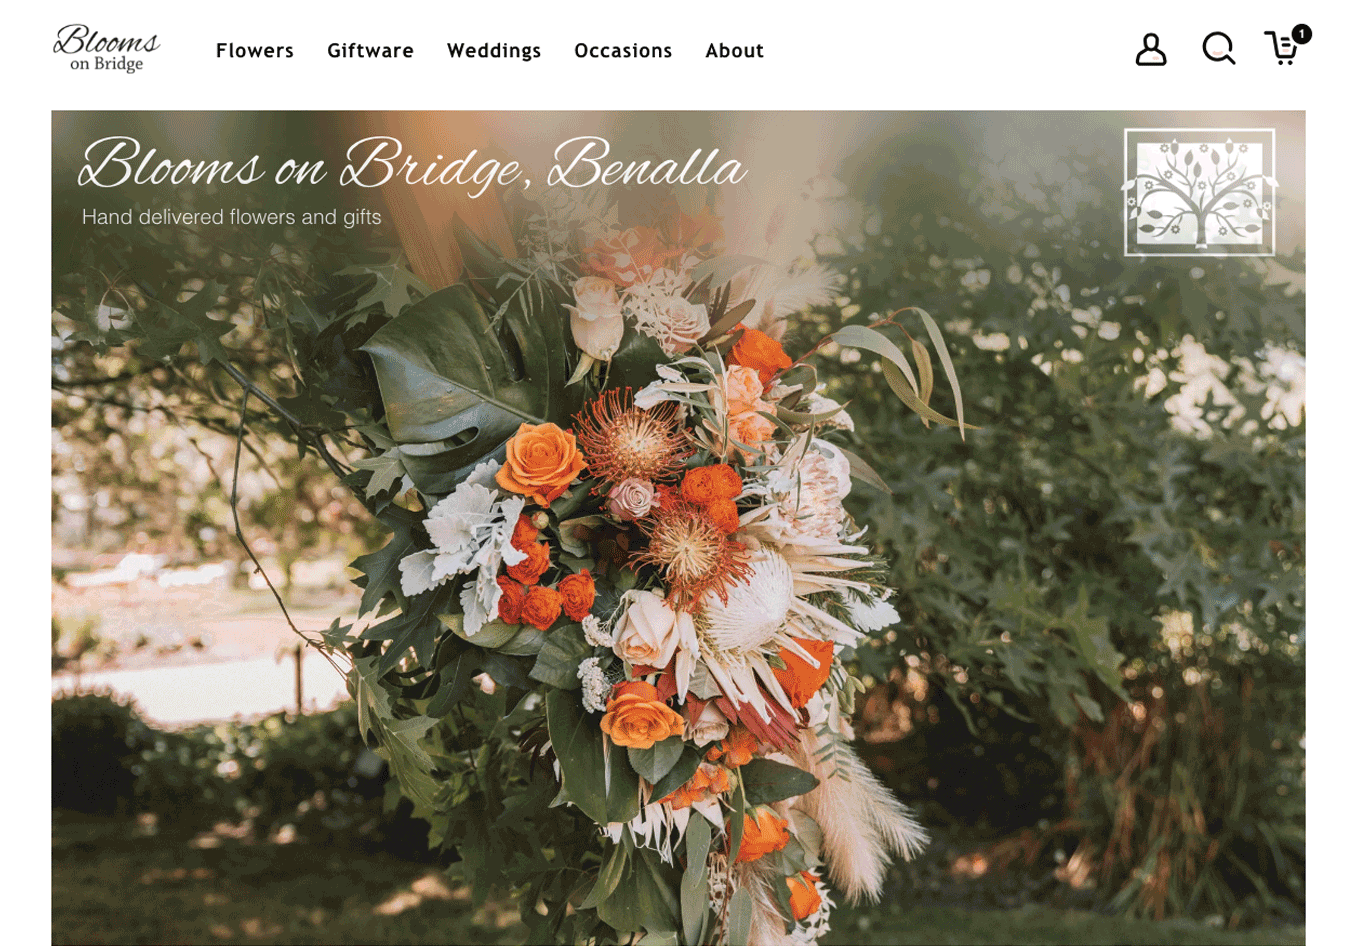 Blooms
on Bridge
Flowers Giftware Weddings Occasions About
1
Blooms on Bridge, Benalla
Hand delivered flowers and gifts